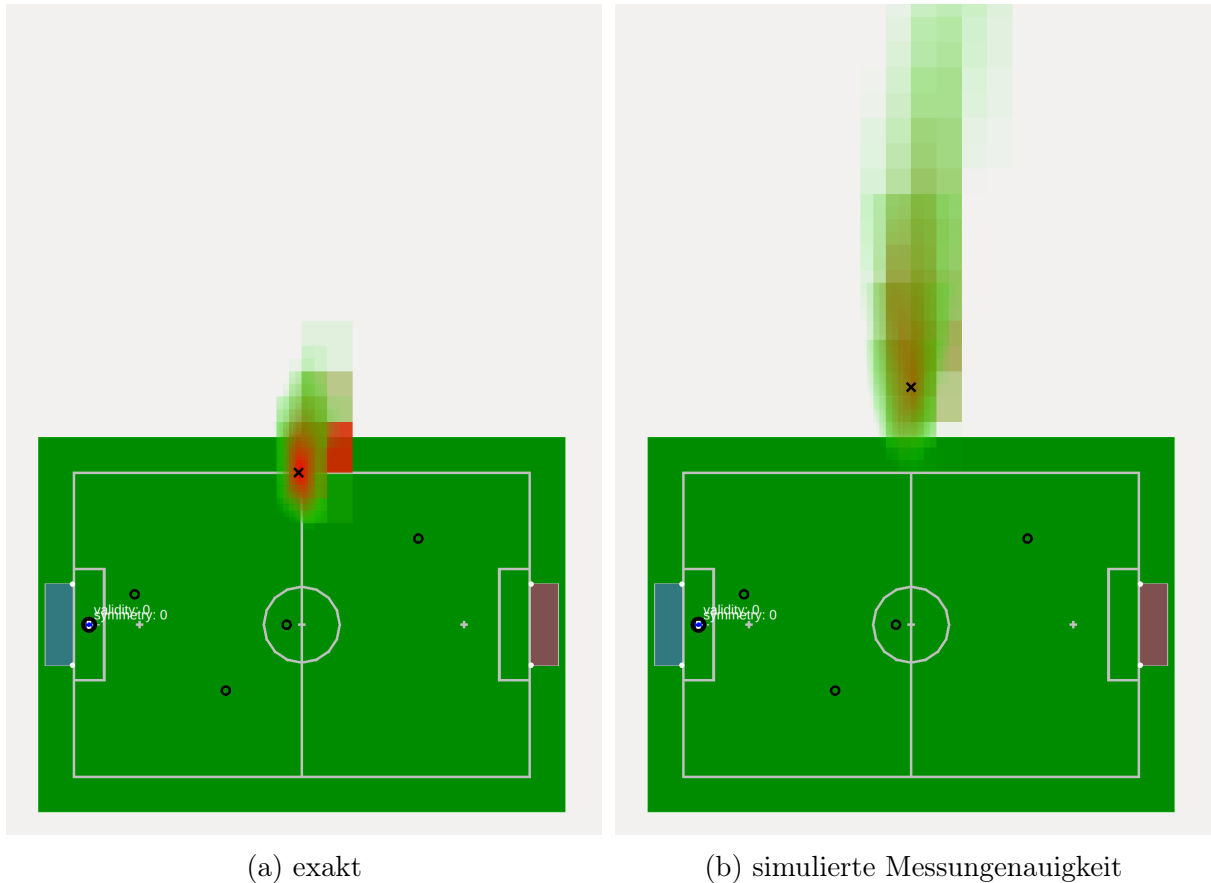 validity: 0
symmetry: 0
validity: 0
symmetry: 0
(a) exakt
(b) simulierte Messungenauigkeit